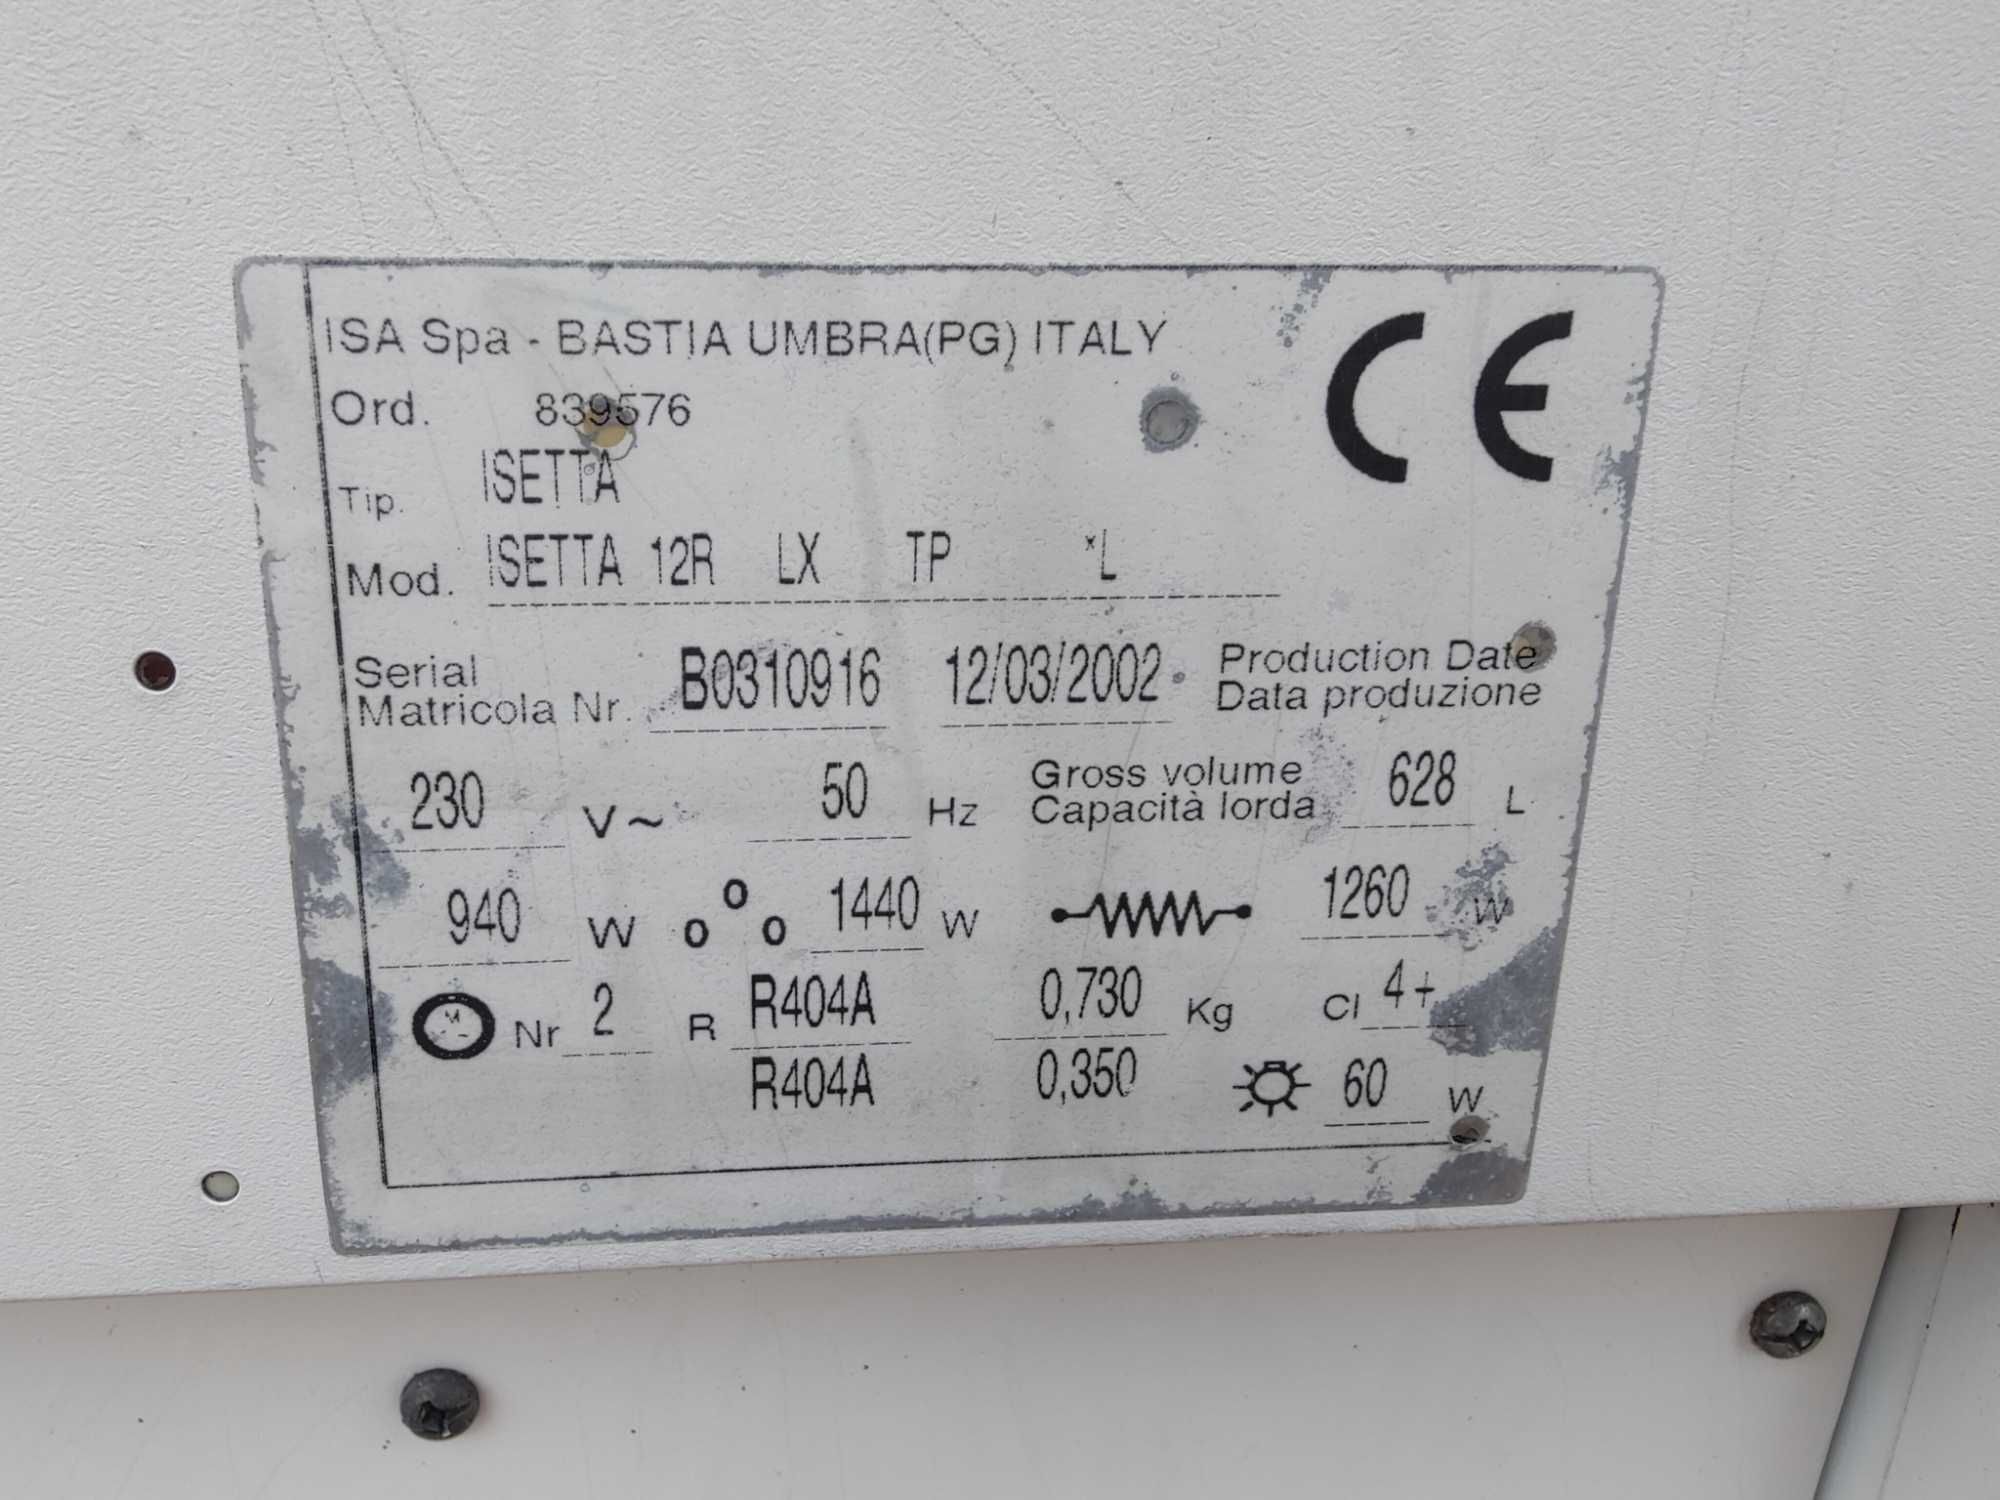 ISA Spa - BASTIA UMBRA(PG) ITALY
CE
Ord. 839576
Tip. ISETTA
Mod. ISETTA 12R LX TP *L
Serial
Matricola Nr. B0310916 12/03/2002 Production Date
Data produzione
230 V~ 50 Hz Gross volume
Capacità lorda 628 L
940 W 1440 W 1260 W
M Nr 2 R R404A 0,730 Kg Cl 4+
R404A 0,350 60 W